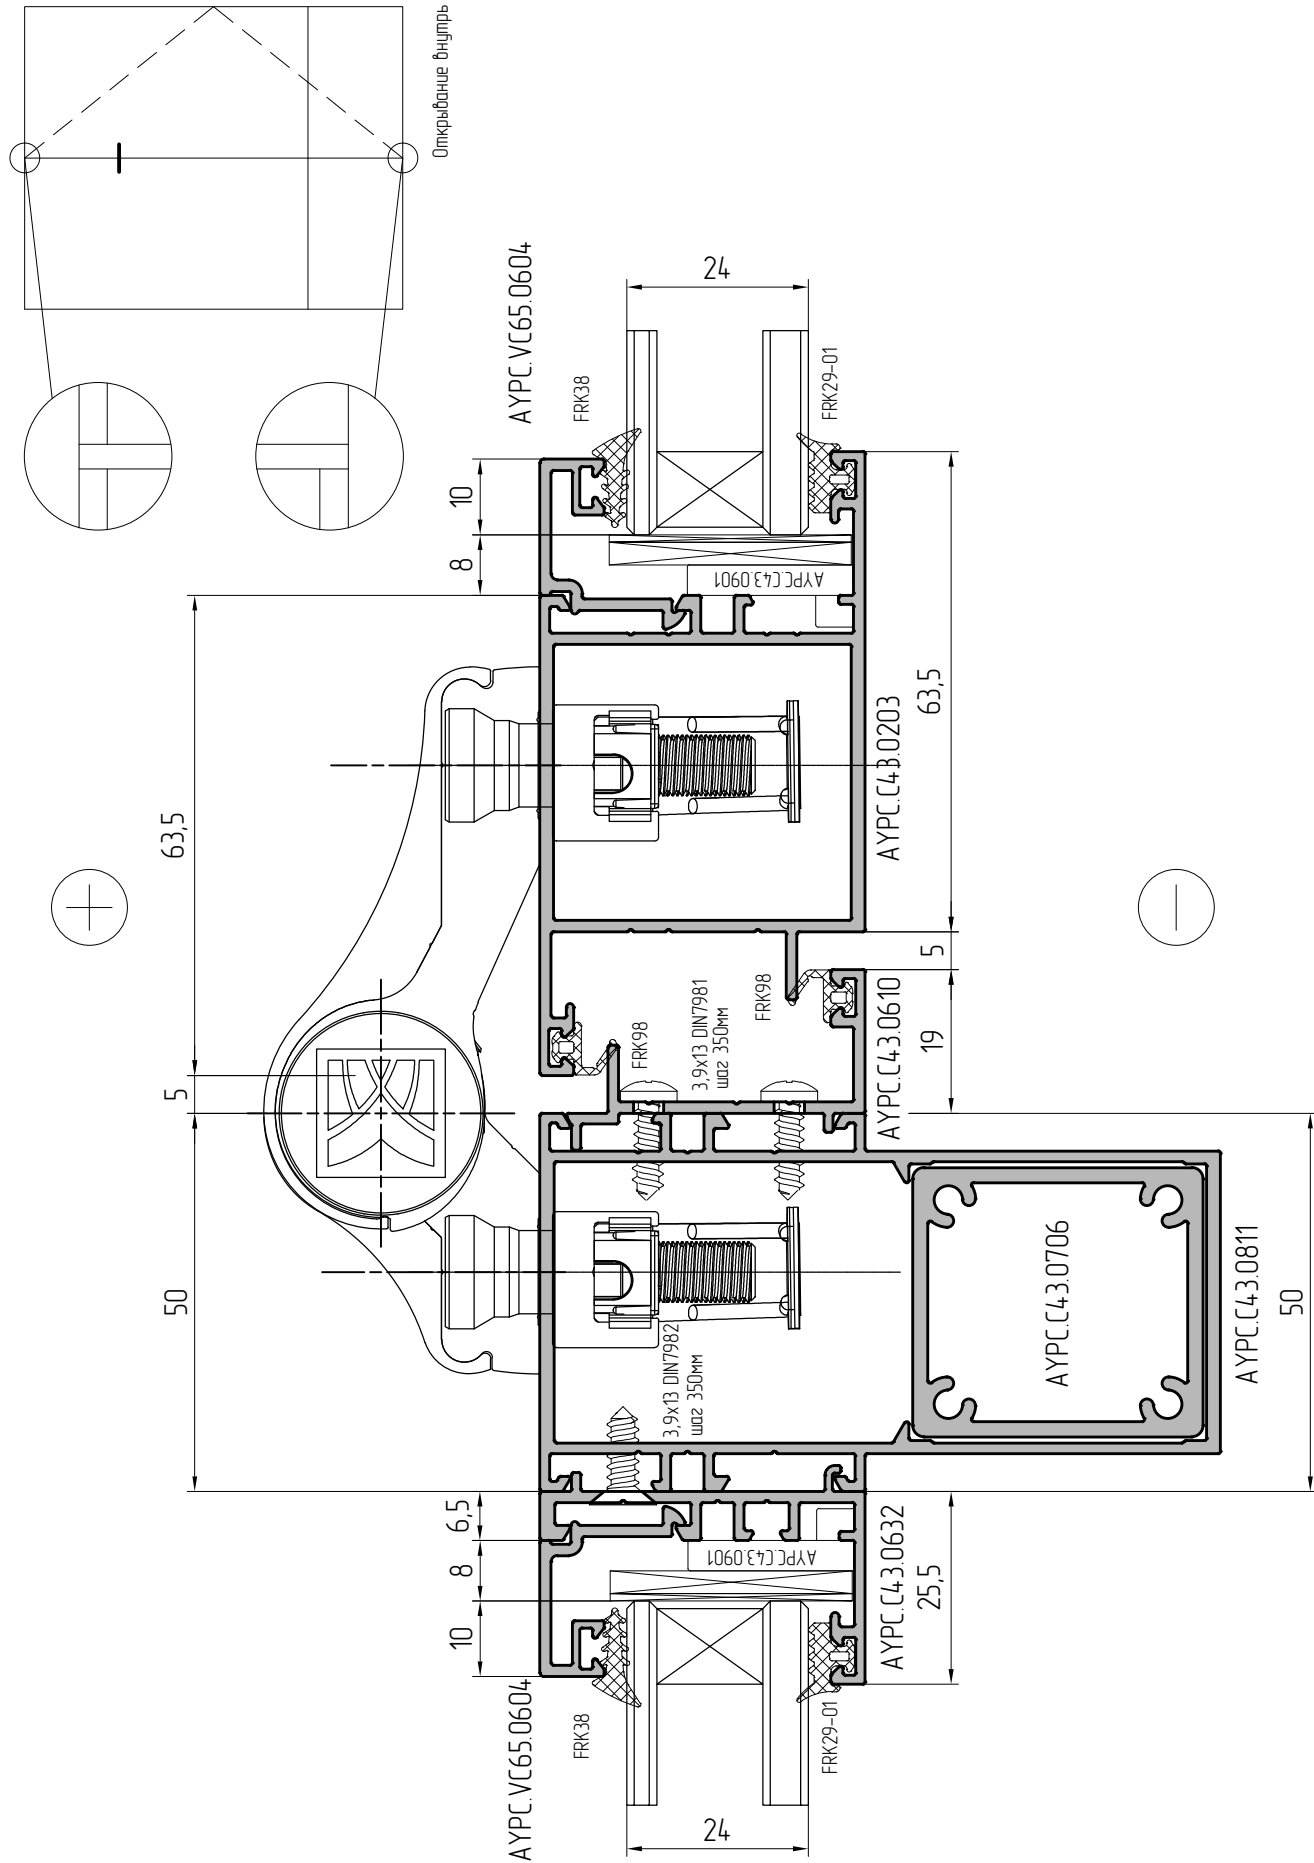 Открывание внутрь
AYPC.VC65.0604
24
FRK38
FRK29-01
10
8
AYPC.C43.0901
63,5
63,5
AYPC.C43.0203
5
5
FRK98
3,9x13 DIN7981
шаг 350мм
FRK98
AYPC.C43.0610
19
50
3,9x13 DIN7982
шаг 350мм
AYPC.C43.0706
AYPC.C43.0811
50
6,5
8
10
AYPC.C43.0901
AYPC.C43.0632
25,5
AYPC.VC65.0604
FRK38
FRK29-01
24